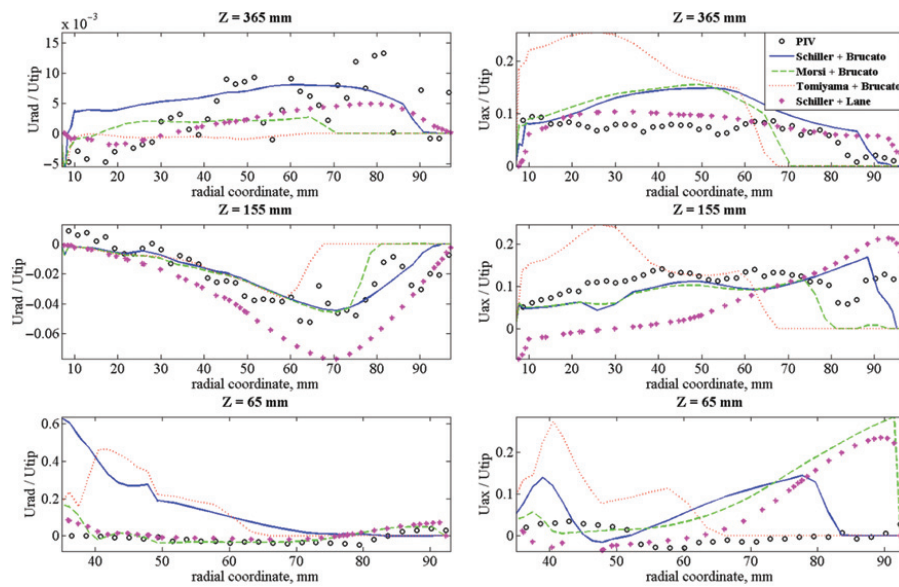 Z = 365 mm
Z = 365 mm
x 10⁻³
15
10
5
0
−5
Urad / Utip
10 20 30 40 50 60 70 80 90
radial coordinate, mm
0.2
0.1
0
Uax / Utip
PIV
Schiller + Brucato
Morsi + Brucato
Tomiyama + Brucato
Schiller + Lane
10 20 30 40 50 60 70 80 90
radial coordinate, mm
Z = 155 mm
Z = 155 mm
0
−0.02
−0.04
−0.06
Urad / Utip
10 20 30 40 50 60 70 80 90
radial coordinate, mm
0.2
0.1
0
Uax / Utip
10 20 30 40 50 60 70 80 90
radial coordinate, mm
Z = 65 mm
Z = 65 mm
0.6
0.4
0.2
0
Urad / Utip
40 50 60 70 80 90
radial coordinate, mm
0.2
0.1
0
Uax / Utip
40 50 60 70 80 90
radial coordinate, mm